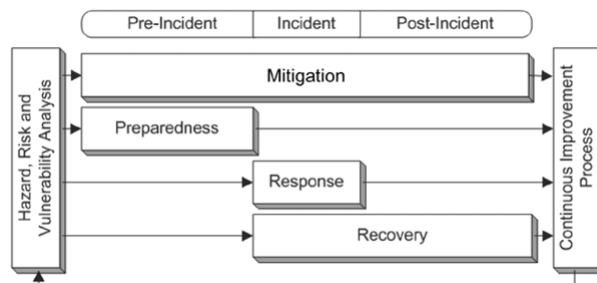 Pre-Incident
Incident
Post-Incident
Hazard, Risk and
Vulnerability Analysis
Mitigation
Preparedness
Response
Recovery
Continuous Improvement
Process